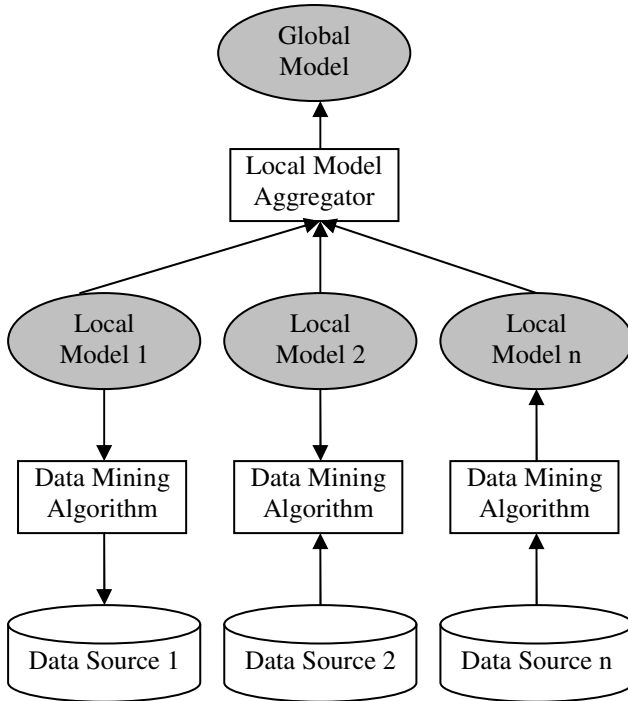 Global
Model
Local Model
Aggregator
Local
Model 1
Local
Model 2
Local
Model n
Data Mining
Algorithm
Data Mining
Algorithm
Data Mining
Algorithm
Data Source 1
Data Source 2
Data Source n